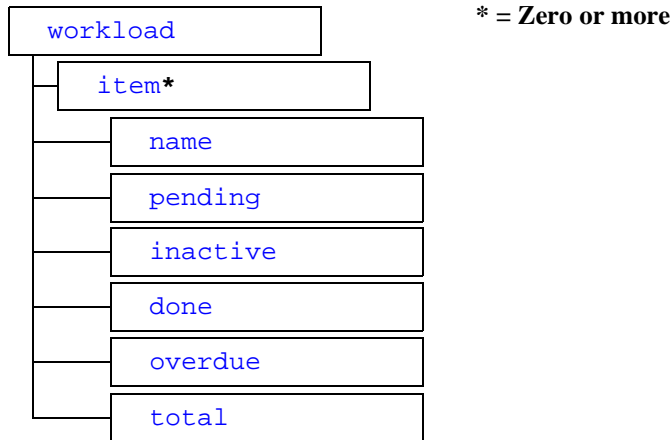 workload
* = Zero or more
item*
name
pending
inactive
done
overdue
total